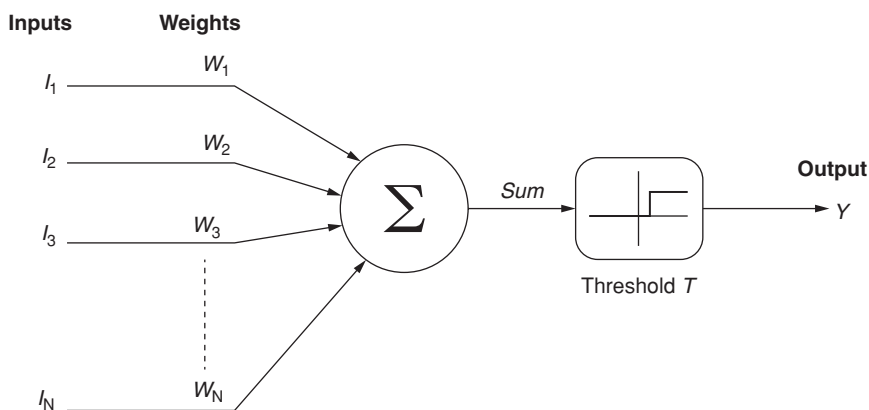 Inputs Weights
I1 W1
I2 W2
I3 W3
IN WN
Σ
Sum
Threshold T
Output
Y